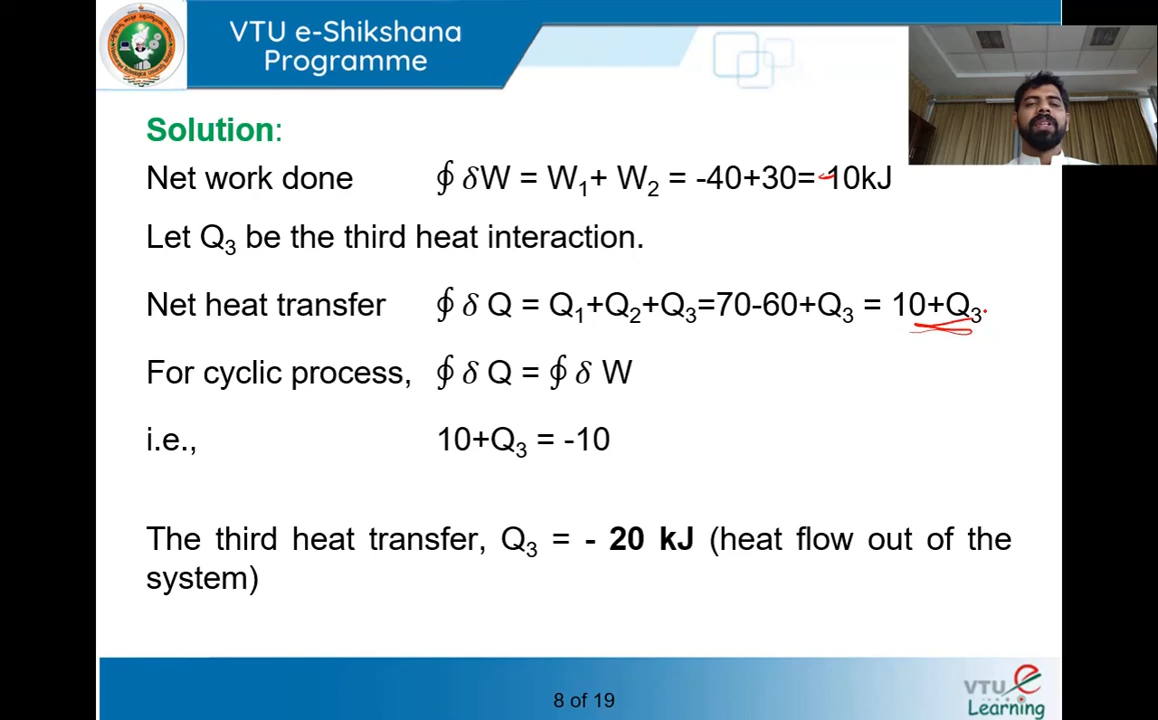 VTU e-Shikshana
Programme
Solution:
Net work done ∮ δW = W₁+ W₂ = -40+30= -10kJ
Let Q₃ be the third heat interaction.
Net heat transfer ∮ δ Q = Q₁+Q₂+Q₃=70-60+Q₃ = 10+Q₃.
For cyclic process, ∮ δ Q = ∮ δ W
i.e., 10+Q₃ = -10
The third heat transfer, Q₃ = - 20 kJ (heat flow out of the
system)
8 of 19
VTU e
Learning